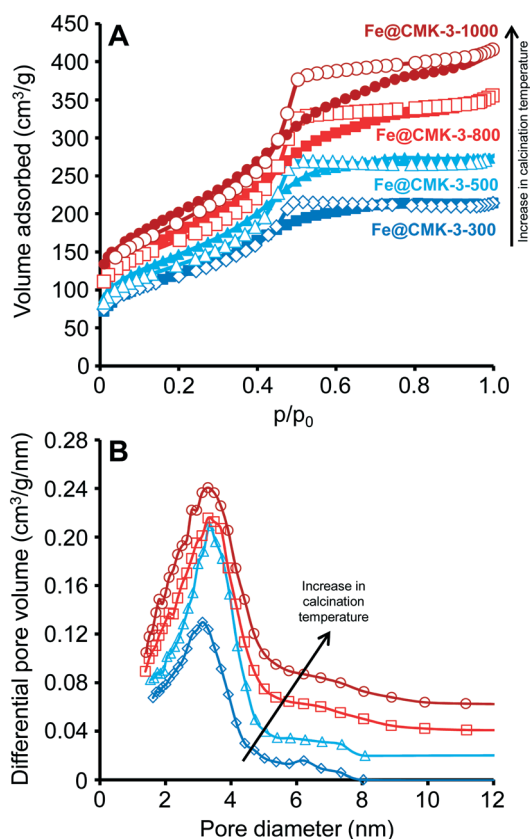 A
450
400
350
300
250
200
150
100
50
0
Volume adsorbed (cm³/g)
Fe@CMK-3-1000
Fe@CMK-3-800
Fe@CMK-3-500
Fe@CMK-3-300
Increase in calcination temperature
0
0.2
0.4
0.6
0.8
1.0
p/p₀
B
0.28
0.24
0.20
0.16
0.12
0.08
0.04
0
Differential pore volume (cm³/g/nm)
Increase in
calcination
temperature
0
2
4
6
8
10
12
Pore diameter (nm)